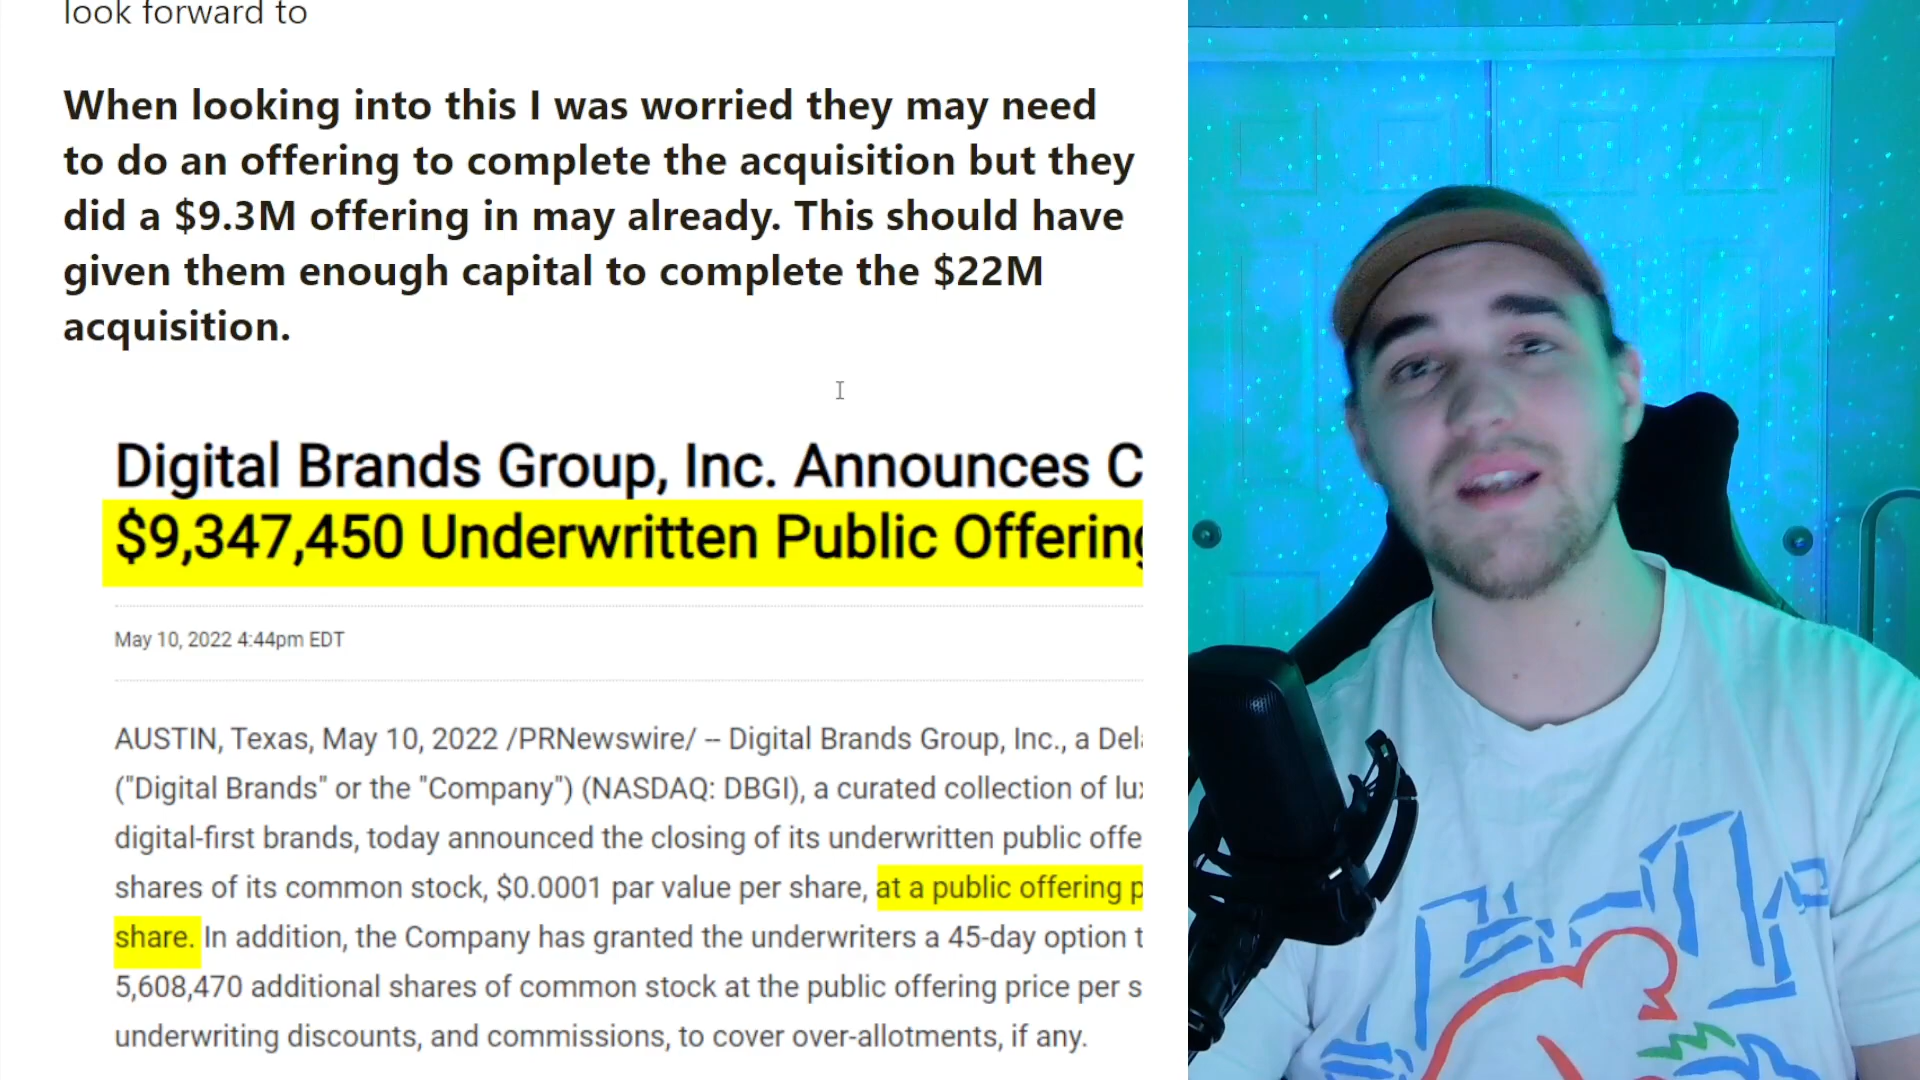 look forward to
When looking into this I was worried they may need
to do an offering to complete the acquisition but they
did a $9.3M offering in may already. This should have
given them enough capital to complete the $22M
acquisition.
Digital Brands Group, Inc. Announces C
$9,347,450 Underwritten Public Offering
May 10, 2022 4:44pm EDT
AUSTIN, Texas, May 10, 2022 /PRNewswire/ -- Digital Brands Group, Inc., a Del
("Digital Brands" or the "Company") (NASDAQ: DBGI), a curated collection of lux
digital-first brands, today announced the closing of its underwritten public offe
shares of its common stock, $0.0001 par value per share, at a public offering p
share. In addition, the Company has granted the underwriters a 45-day option t
5,608,470 additional shares of common stock at the public offering price per s
underwriting discounts, and commissions, to cover over-allotments, if any.